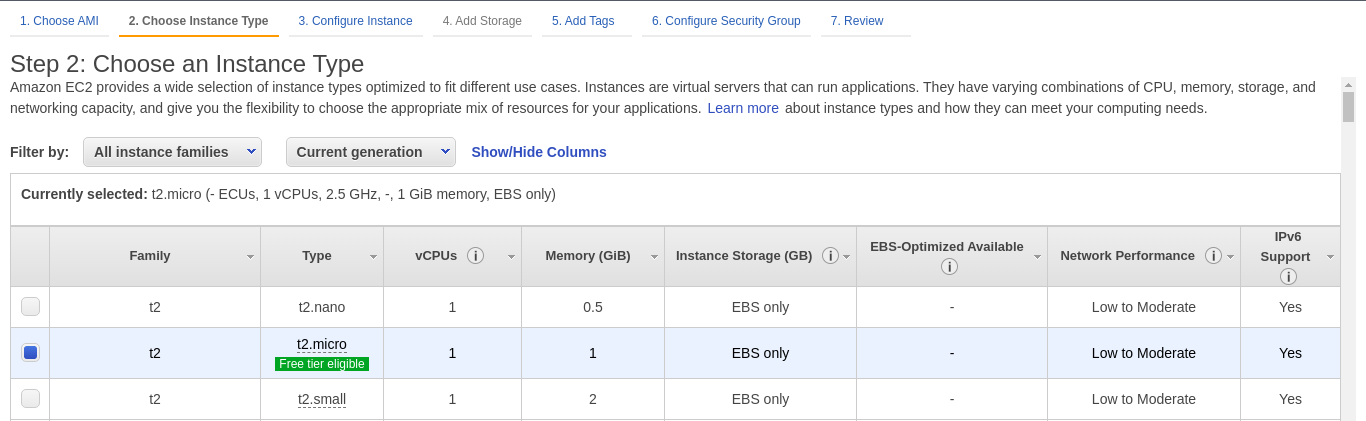 1. Choose AMI 2. Choose Instance Type 3. Configure Instance 4. Add Storage 5. Add Tags 6. Configure Security Group 7. Review
Step 2: Choose an Instance Type
Amazon EC2 provides a wide selection of instance types optimized to fit different use cases. Instances are virtual servers that can run applications. They have varying combinations of CPU, memory, storage, and
networking capacity, and give you the flexibility to choose the appropriate mix of resources for your applications. Learn more about instance types and how they can meet your computing needs.
Filter by: All instance families Current generation Show/Hide Columns
Currently selected: t2.micro (- ECUs, 1 vCPUs, 2.5 GHz, -, 1 GiB memory, EBS only)
Family Type vCPUs i Memory (GiB) Instance Storage (GB) i EBS-Optimized Available i Network Performance i IPv6 Support i
t2 t2.nano 1 0.5 EBS only - Low to Moderate Yes
t2 t2.micro 1 1 EBS only - Low to Moderate Yes
Free tier eligible
t2 t2.small 1 2 EBS only - Low to Moderate Yes